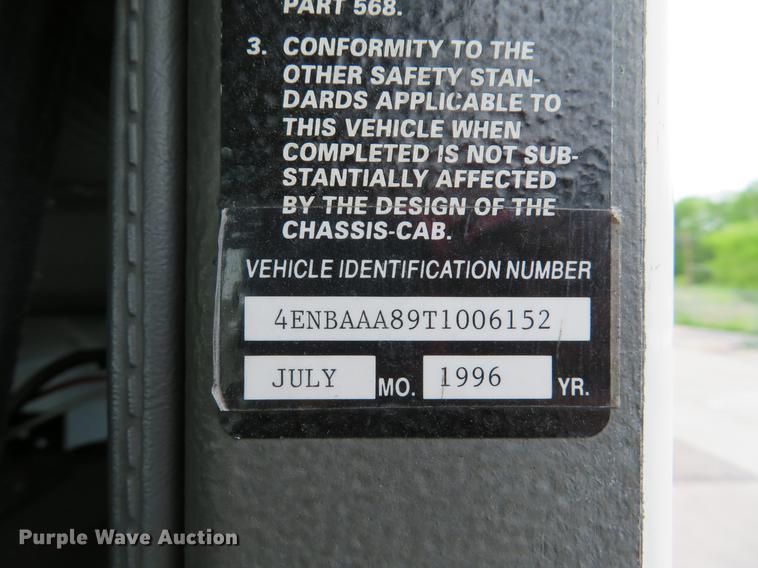 PART 568.
3. CONFORMITY TO THE
OTHER SAFETY STAN-
DARDS APPLICABLE TO
THIS VEHICLE WHEN
COMPLETED IS NOT SUB-
STANTIALLY AFFECTED
BY THE DESIGN OF THE
CHASSIS-CAB.
VEHICLE IDENTIFICATION NUMBER
4ENBAAA89T1006152
JULY MO. 1996 YR.
Purple Wave Auction